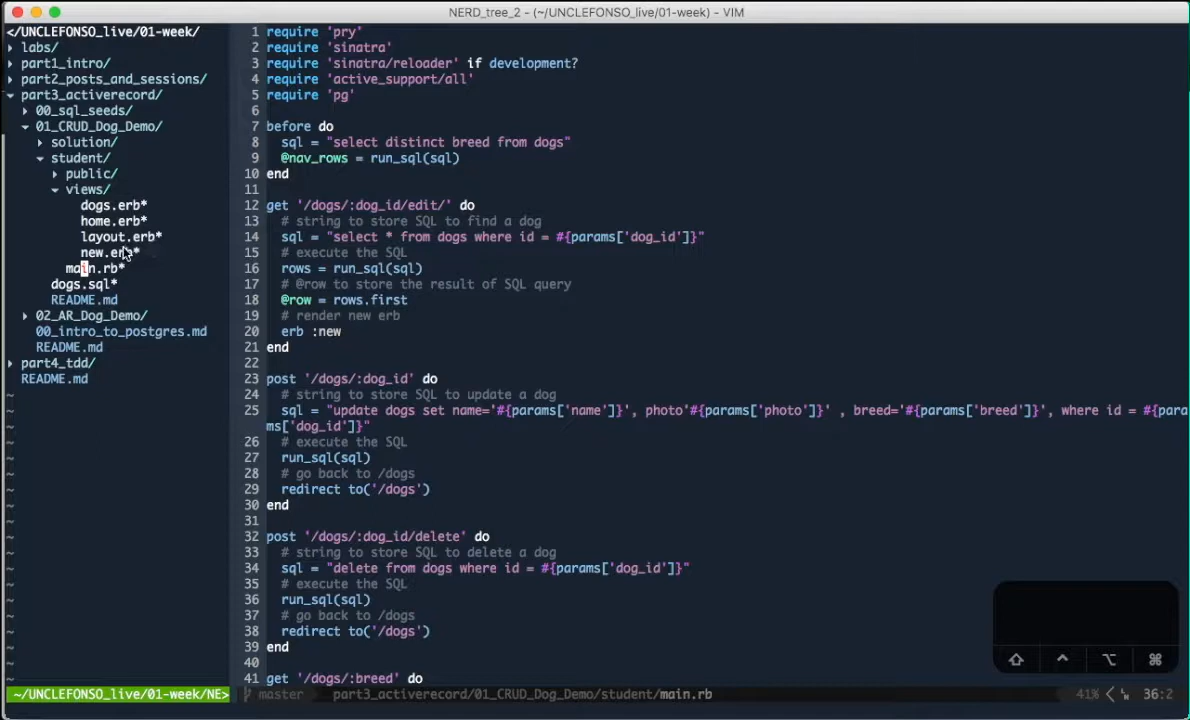 NERD_tree_2 - (~/UNCLEFONSO_live/01-week) - VIM
</UNCLEFONSO_live/01-week/
labs/
part1_intro/
part2_posts_and_sessions/
part3_activerecord/
00_sql_seeds/
01_CRUD_Dog_Demo/
solution/
student/
public/
views/
dogs.erb*
home.erb*
layout.erb*
new.erb*
main.rb*
dogs.sql*
README.md
02_AR_Dog_Demo/
00_intro_to_postgres.md
README.md
part4_tdd/
README.md
~/UNCLEFONSO_live/01-week/NE>
1 require 'pry'
2 require 'sinatra'
3 require 'sinatra/reloader' if development?
4 require 'active_support/all'
5 require 'pg'
6
7 before do
8 sql = "select distinct breed from dogs"
9 @nav_rows = run_sql(sql)
10 end
11
12 get '/dogs/:dog_id/edit/' do
13 # string to store SQL to find a dog
14 sql = "select * from dogs where id = #{params['dog_id']}"
15 # execute the SQL
16 rows = run_sql(sql)
17 # @row to store the result of SQL query
18 @row = rows.first
19 # render new erb
20 erb :new
21 end
22
23 post '/dogs/:dog_id' do
24 # string to store SQL to update a dog
25 sql = "update dogs set name='#{params['name']}', photo'#{params['photo']}' , breed='#{params['breed']}', where id = #{para
ms['dog_id']}"
26 # execute the SQL
27 run_sql(sql)
28 # go back to /dogs
29 redirect to('/dogs')
30 end
31
32 post '/dogs/:dog_id/delete' do
33 # string to store SQL to delete a dog
34 sql = "delete from dogs where id = #{params['dog_id']}"
35 # execute the SQL
36 run_sql(sql)
37 # go back to /dogs
38 redirect to('/dogs')
39 end
40
41 get '/dogs/:breed' do
master part3_activerecord/01_CRUD_Dog_Demo/student/main.rb 41% 36:2